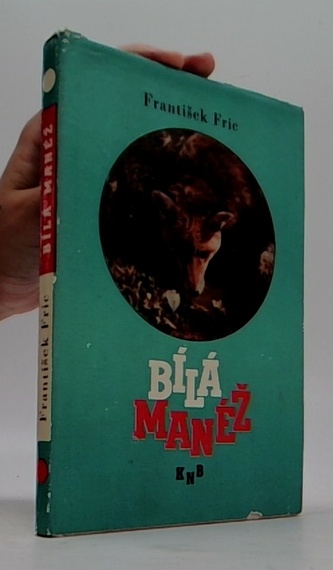 František Fric
BÍLÁ
MANÉŽ
KNB
František Fric BÍLÁ MANÉŽ